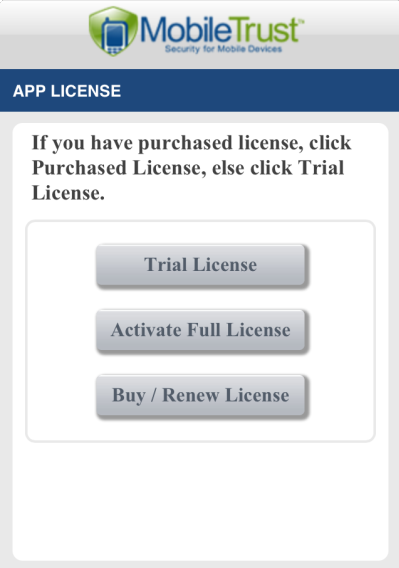 MobileTrust™
Security for Mobile Devices
APP LICENSE
If you have purchased license, click
Purchased License, else click Trial
License.
Trial License
Activate Full License
Buy / Renew License